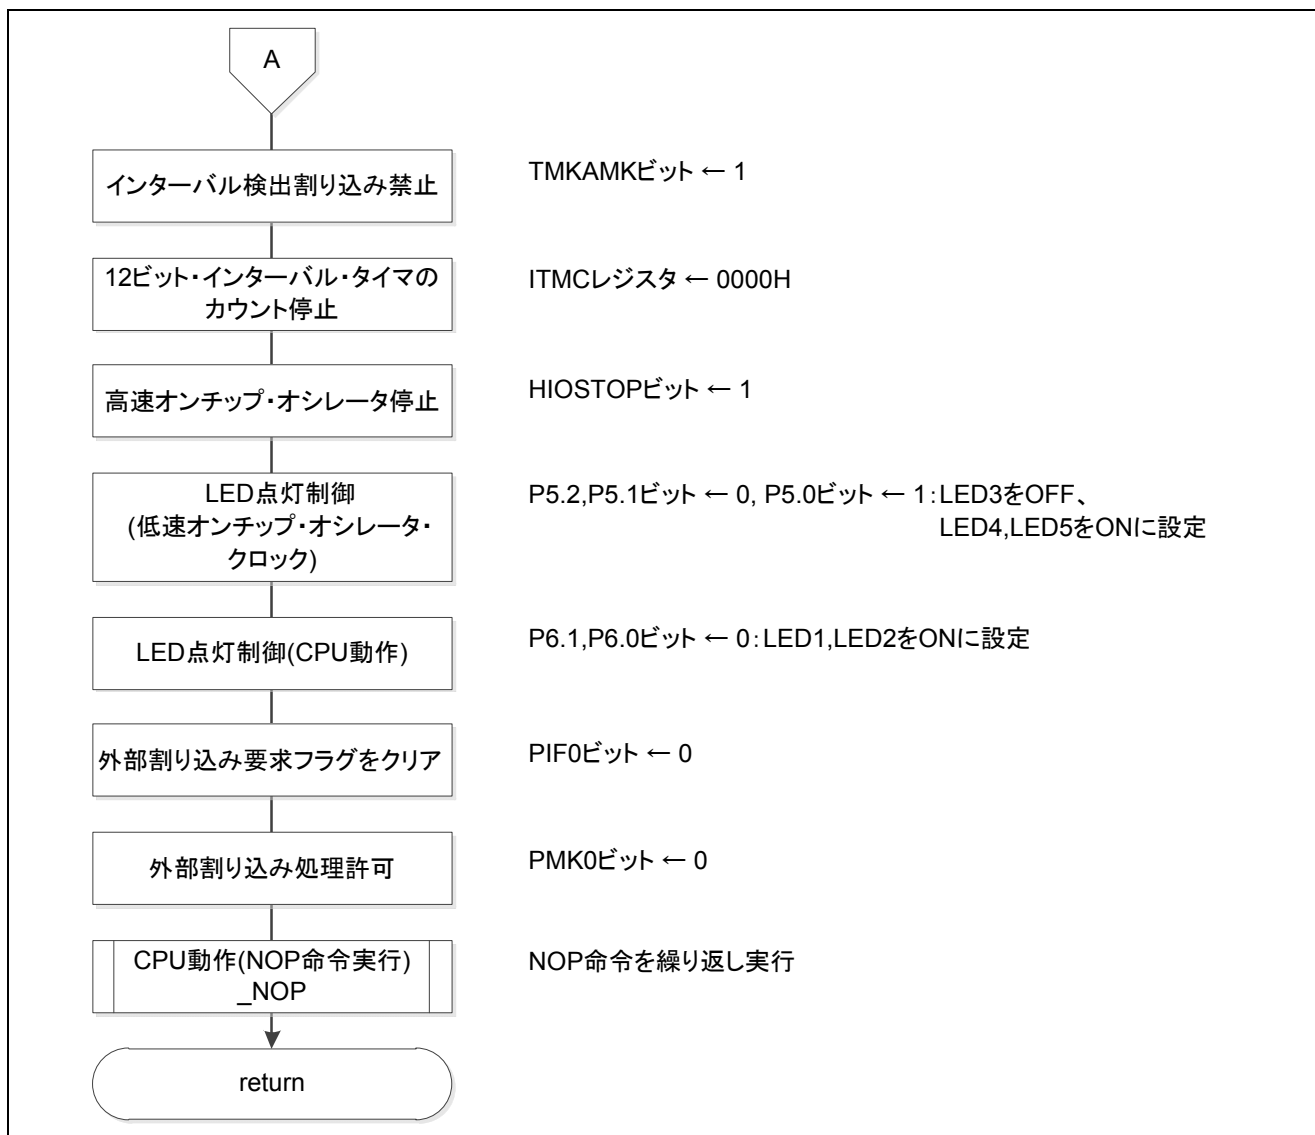 A
インターバル検出割り込み禁止
TMKAMKビット ← 1
12ビット・インターバル・タイマの
カウント停止
ITMCレジスタ ← 0000H
高速オンチップ・オシレータ停止
HIOSTOPビット ← 1
LED点灯制御
(低速オンチップ・オシレータ・
クロック)
P5.2,P5.1ビット ← 0, P5.0ビット ← 1：LED3をOFF、
LED4,LED5をONに設定
LED点灯制御(CPU動作)
P6.1,P6.0ビット ← 0：LED1,LED2をONに設定
外部割り込み要求フラグをクリア
PIF0ビット ← 0
外部割り込み処理許可
PMK0ビット ← 0
CPU動作(NOP命令実行)
_NOP
NOP命令を繰り返し実行
return